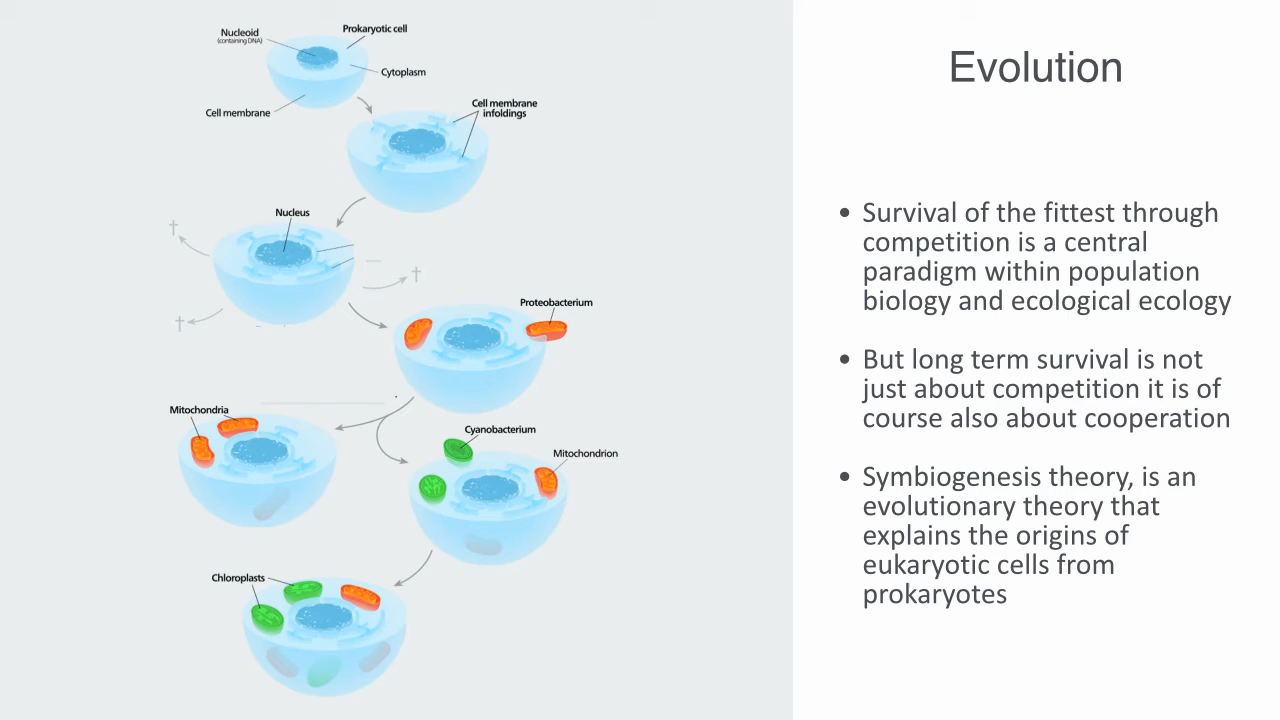 Nucleoid
(containing DNA)
Prokaryotic cell
Cytoplasm
Cell membrane
Cell membrane
infoldings
Nucleus
†
†
†
Proteobacterium
Mitochondria
Cyanobacterium
Mitochondrion
Chloroplasts
Evolution
• Survival of the fittest through
competition is a central
paradigm within population
biology and ecological ecology
• But long term survival is not
just about competition it is of
course also about cooperation
• Symbiogenesis theory, is an
evolutionary theory that
explains the origins of
eukaryotic cells from
prokaryotes